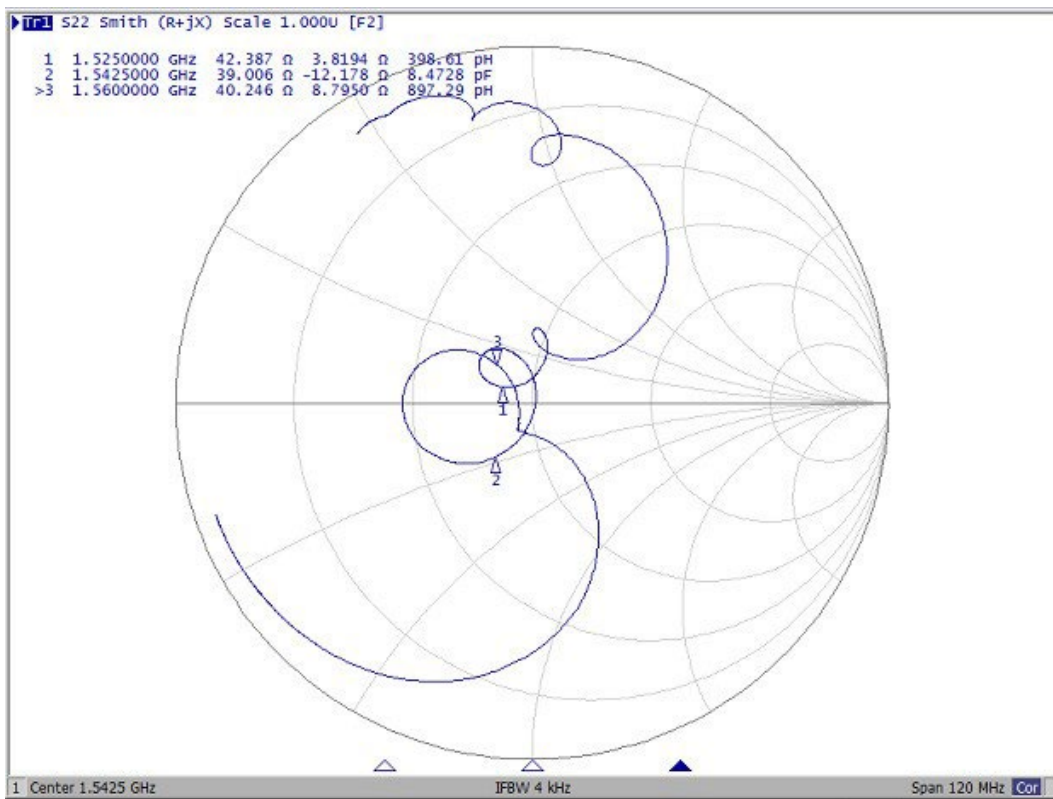 Tr1 S22 Smith (R+jX) Scale 1.000U [F2]
1 1.5250000 GHz 42.387 Ω 3.8194 Ω 398.61 pH
2 1.5425000 GHz 39.006 Ω -12.178 Ω 8.4728 pF
>3 1.5600000 GHz 40.246 Ω 8.7950 Ω 897.29 pH
3
1
2
1 Center 1.5425 GHz IFBW 4 kHz Span 120 MHz Cor